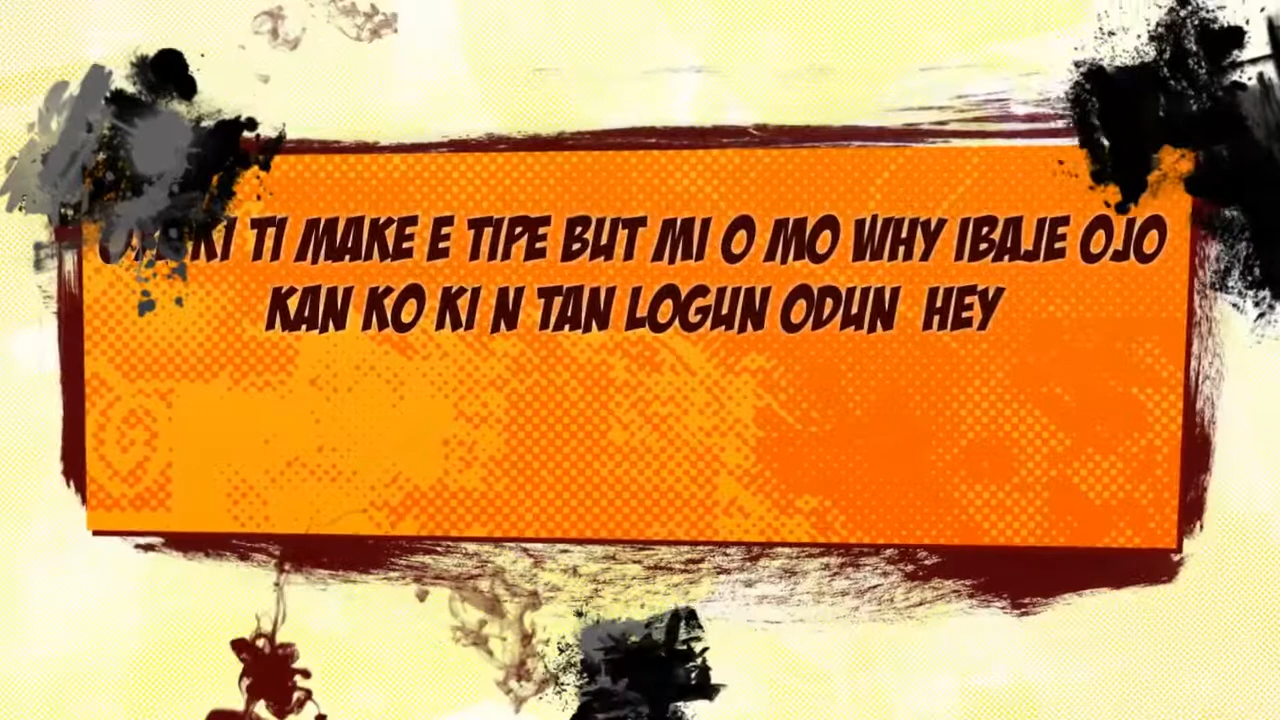 KI TI MAKE E TIPE BUT MI O MO WHY IBAJE OJO
KAN KO KI N TAN LOGUN ODUN HEY